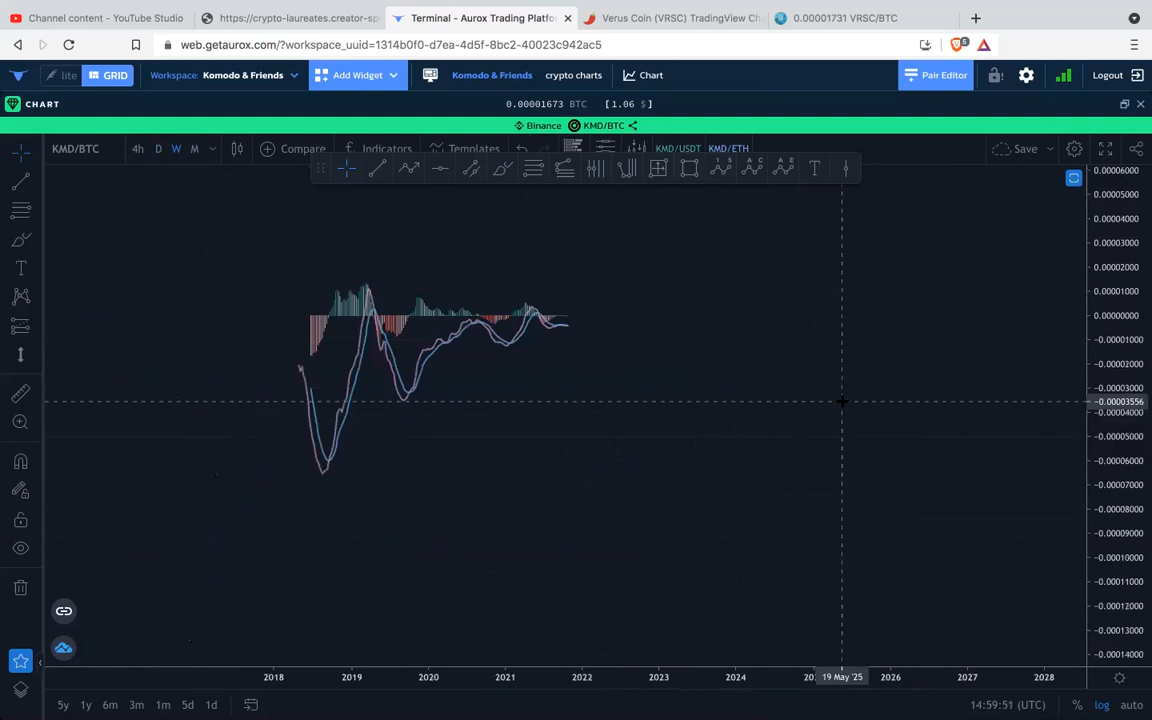 Channel content - YouTube Studio
https://crypto-laureates.creator-sp
Terminal - Aurox Trading Platfo
Verus Coin (VRSC) TradingView Ch
0.00001731 VRSC/BTC
web.getaurox.com/?workspace_uuid=1314b0f0-d7ea-4d5f-8bc2-40023c942ac5
5
lite
GRID
Workspace: Komodo & Friends
Add Widget
Komodo & Friends
crypto charts
Chart
Pair Editor
Logout
CHART
0.00001673 BTC [1.06 $]
Binance KMD/BTC
KMD/BTC
4h D W M
Compare
Indicators
Templates
KMD/USDT
KMD/ETH
Save
0.00006000
0.00005000
0.00004000
0.00003000
0.00002000
0.00001000
0.00000000
−0.00001000
−0.00002000
−0.00003000
−0.00003556
−0.00004000
−0.00005000
−0.00006000
−0.00007000
−0.00008000
−0.00009000
−0.00010000
−0.00011000
−0.00012000
−0.00013000
−0.00014000
2018 2019 2020 2021 2022 2023 2024 19 May '25 2026 2027 2028
5y 1y 6m 3m 1m 5d 1d
14:59:51 (UTC) % log auto